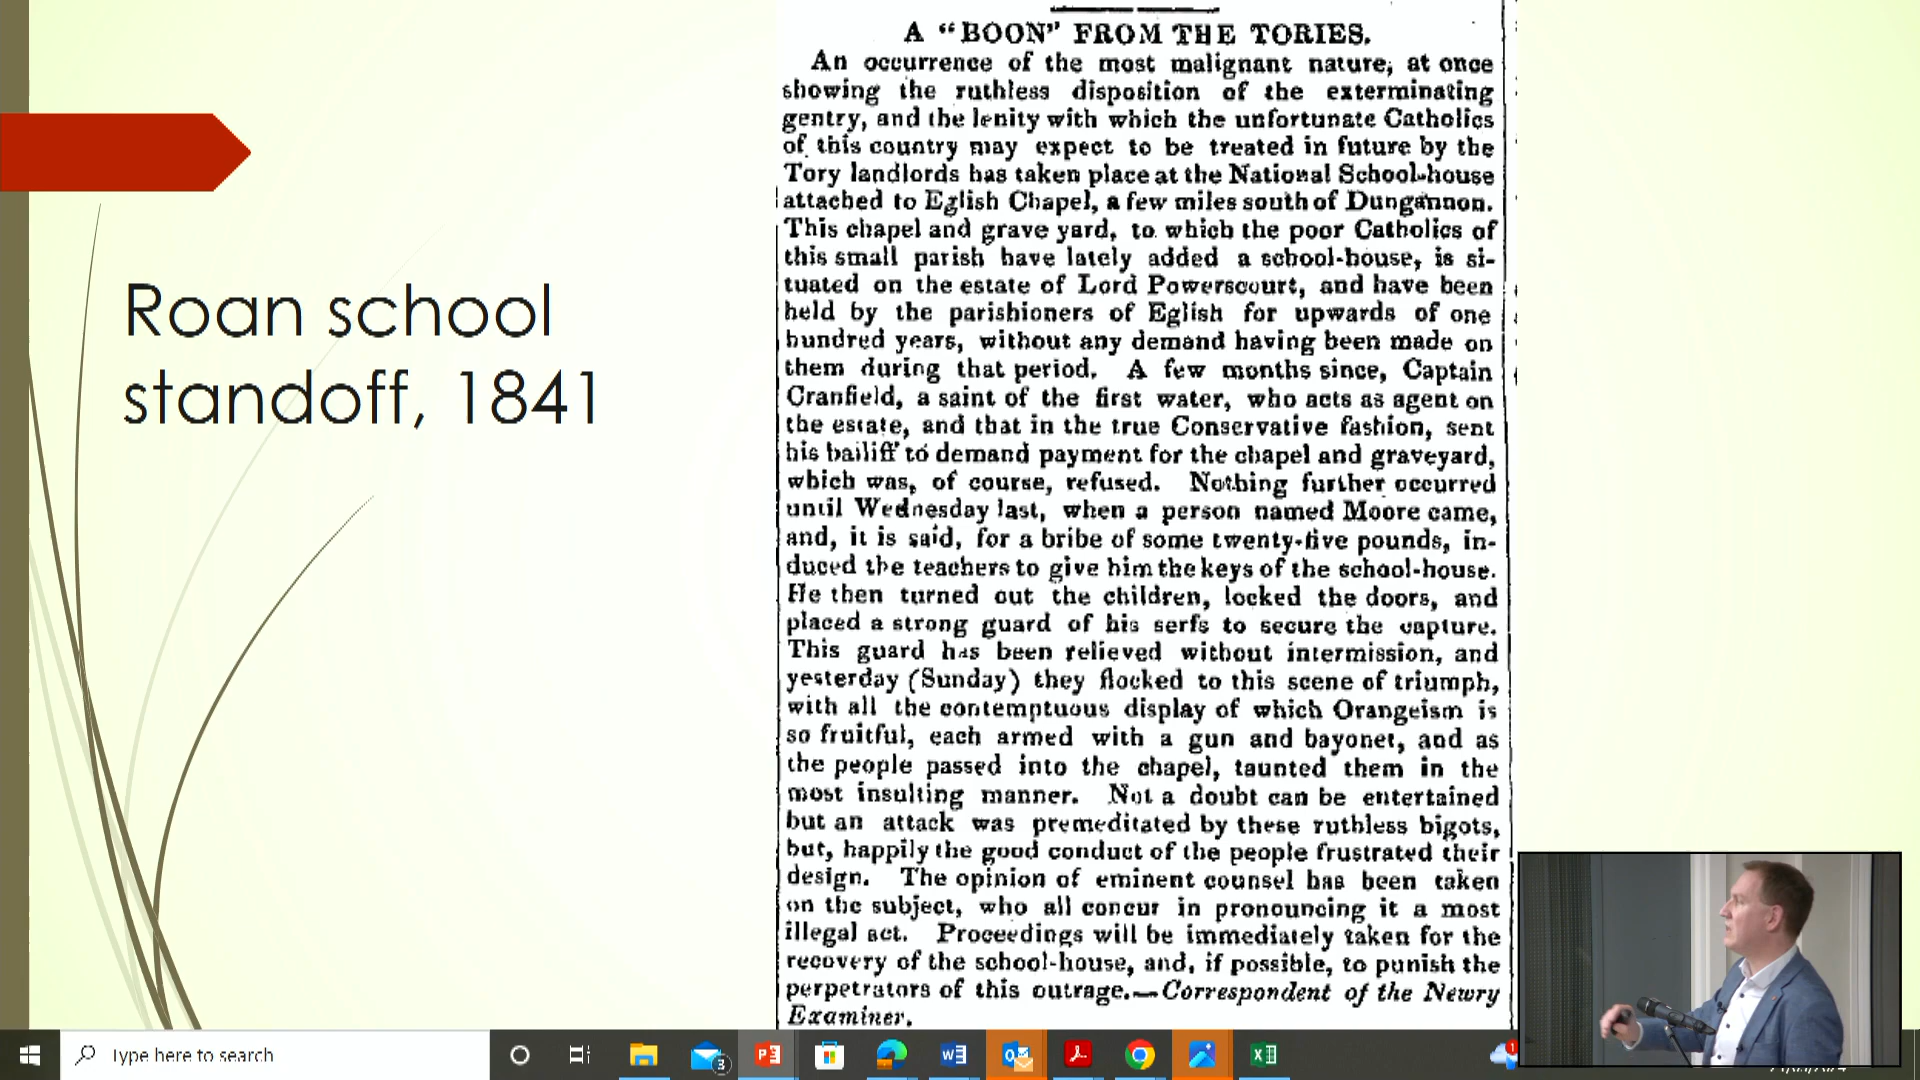 Roan school
standoff, 1841
A “BOON” FROM THE TORIES.
An occurrence of the most malignant nature, at once
showing the ruthless disposition of the exterminating
gentry, and the lenity with which the unfortunate Catholics
of this country may expect to be treated in future by the
Tory landlords has taken place at the National School-house
attached to Eglish Chapel, a few miles south of Dungannon.
This chapel and grave yard, to which the poor Catholics of
this small parish have lately added a school-house, is si-
tuated on the estate of Lord Powerscourt, and have been
held by the parishioners of Eglish for upwards of one
hundred years, without any demand having been made on
them during that period. A few months since, Captain
Cranfield, a saint of the first water, who acts as agent on
the estate, and that in the true Conservative fashion, sent
his bailiff to demand payment for the chapel and graveyard,
which was, of course, refused. Nothing further occurred
until Wednesday last, when a person named Moore came,
and, it is said, for a bribe of some twenty-five pounds, in-
duced the teachers to give him the keys of the school-house.
He then turned out the children, locked the doors, and
placed a strong guard of his serfs to secure the capture.
This guard has been relieved without intermission, and
yesterday (Sunday) they flocked to this scene of triumph,
with all the contemptuous display of which Orangeism is
so fruitful, each armed with a gun and bayonet, and as
the people passed into the chapel, taunted them in the
most insulting manner. Not a doubt can be entertained
but an attack was premeditated by these ruthless bigots,
but, happily the good conduct of the people frustrated their
design. The opinion of eminent counsel has been taken
on the subject, who all concur in pronouncing it a most
illegal act. Proceedings will be immediately taken for the
recovery of the school-house, and, if possible, to punish the
perpetrators of this outrage.—Correspondent of the Newry
Examiner.
Type here to search
3
1